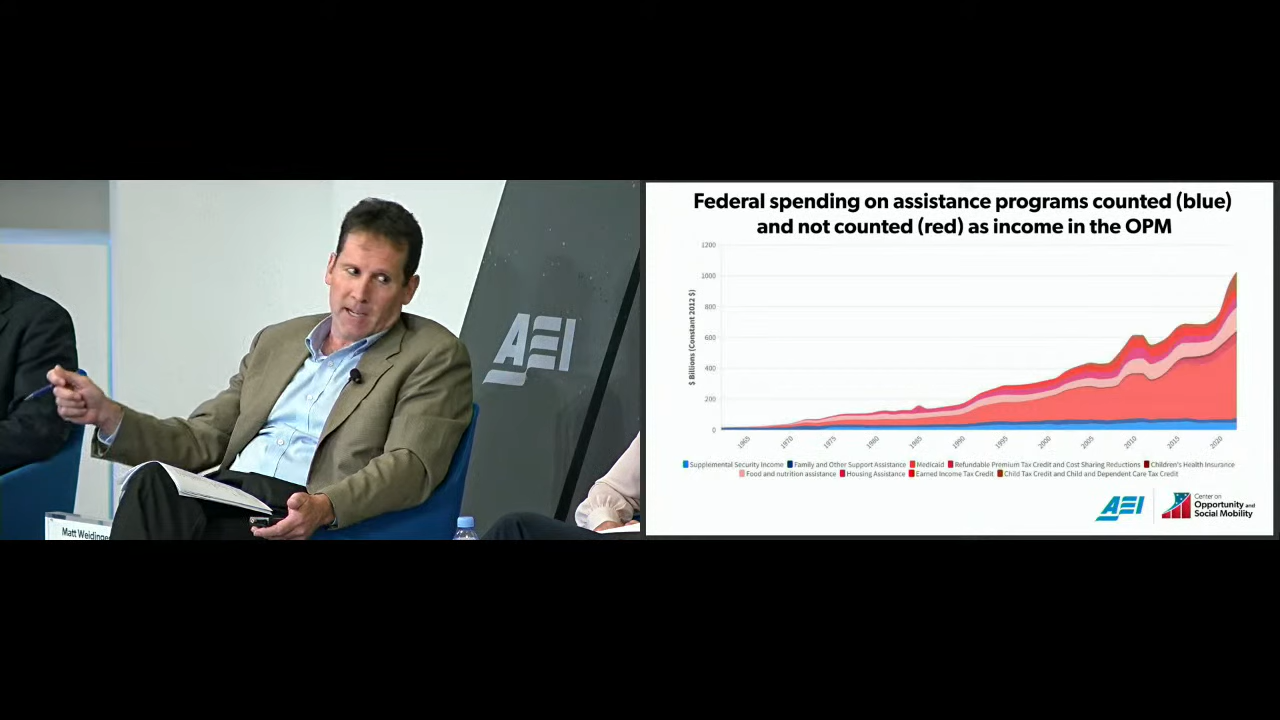 AEI
Matt Weidinge
Federal spending on assistance programs counted (blue)
and not counted (red) as income in the OPM
$ Billions (Constant 2012 $)
1200
1000
800
600
400
200
0
1965
1970
1975
1980
1985
1990
1995
2000
2005
2010
2015
2020
Supplemental Security Income Family and Other Support Assistance Medicaid Refundable Premium Tax Credit and Cost Sharing Reductions Children's Health Insurance
Food and nutrition assistance Housing Assistance Earned Income Tax Credit Child Tax Credit and Child and Dependent Care Tax Credit
AEI
Center on
Opportunity and
Social Mobility